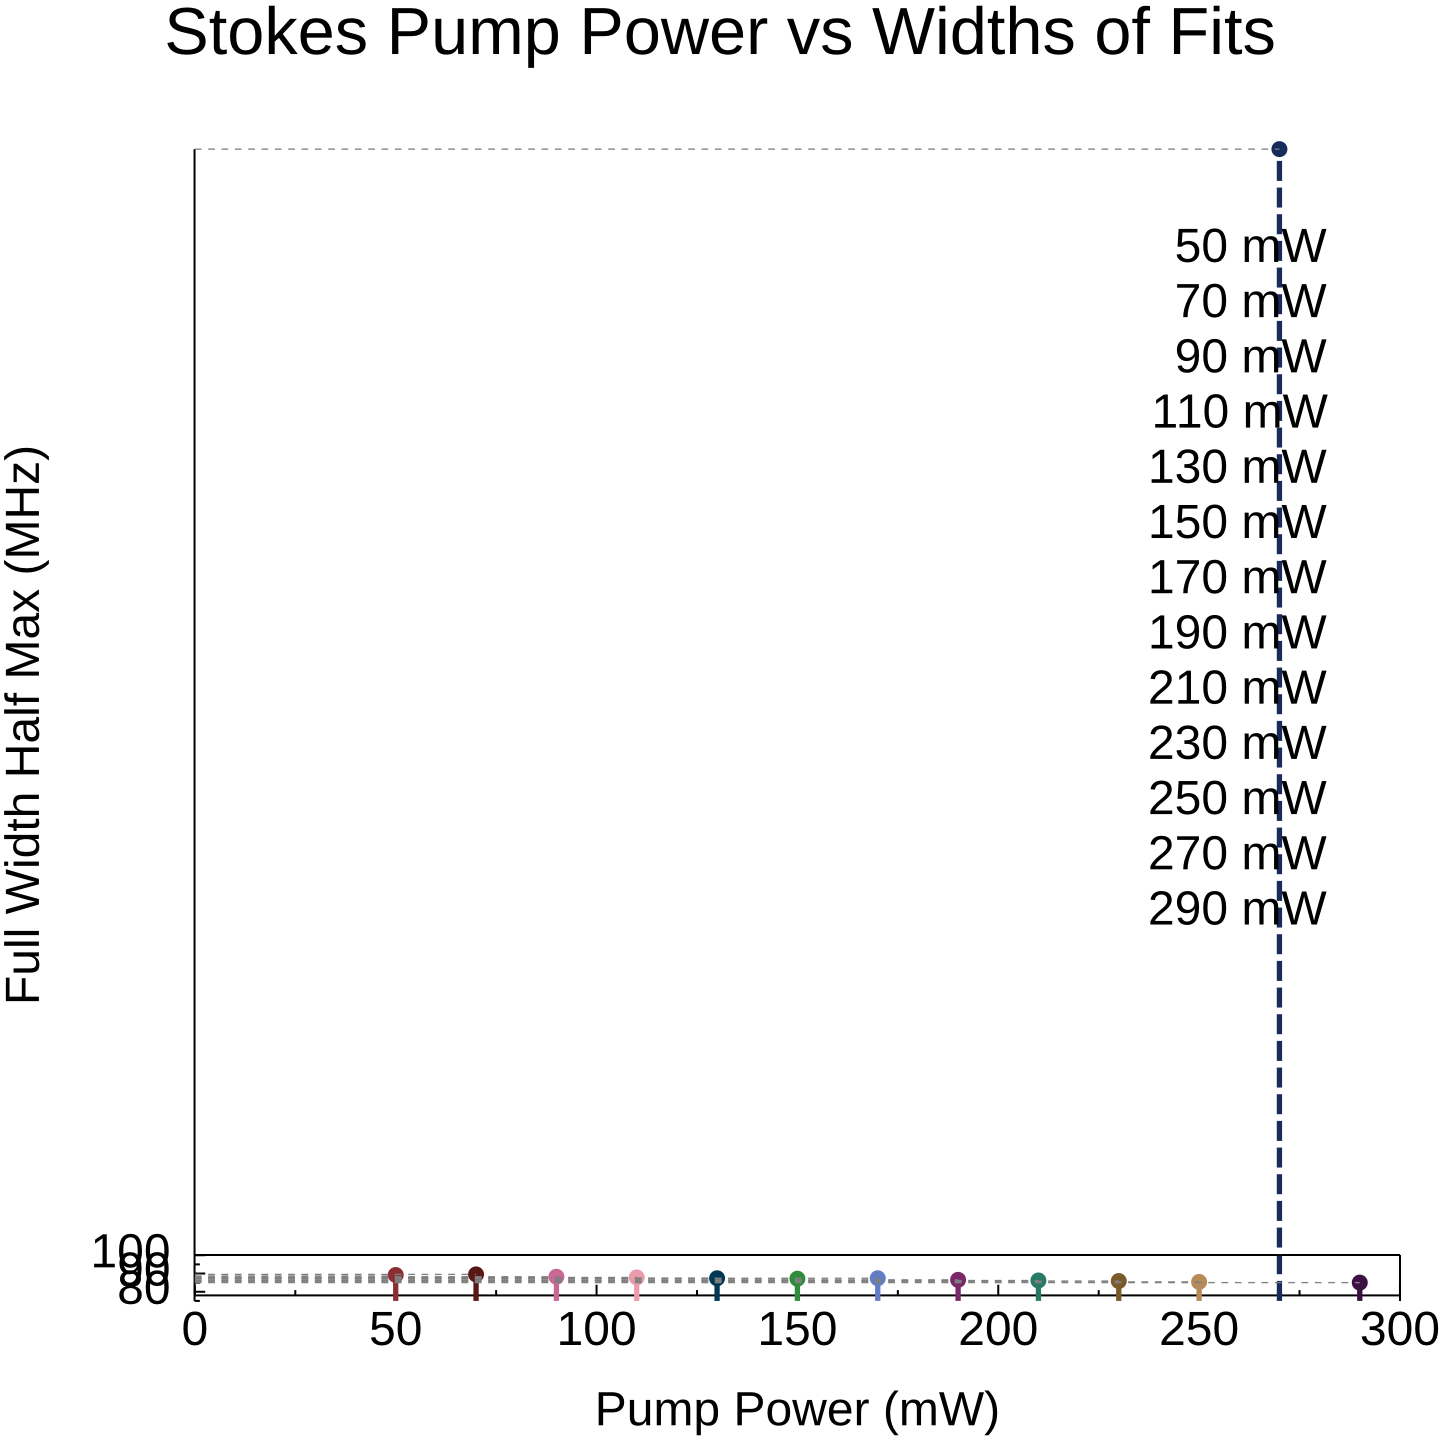 Stokes Pump Power vs Widths of Fits
50 mW
70 mW
90 mW
110 mW
130 mW
150 mW
170 mW
190 mW
210 mW
230 mW
250 mW
270 mW
290 mW
Full Width Half Max (MHz)
100
90
80
0 50 100 150 200 250 300
Pump Power (mW)